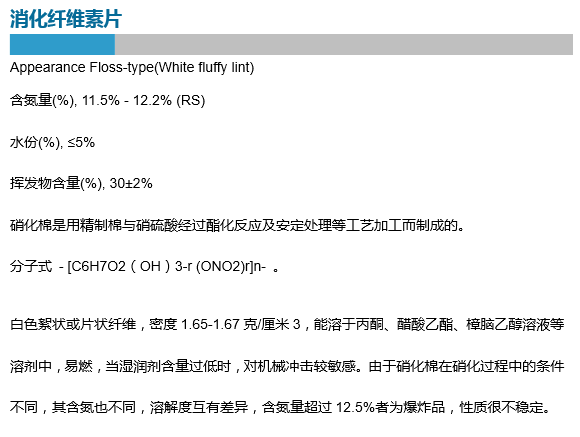 消化纤维素片
Appearance Floss-type(White fluffy lint)
含氮量(%), 11.5% - 12.2% (RS)
水份(%), ≤5%
挥发物含量(%), 30±2%
硝化棉是用精制棉与硝硫酸经过酯化反应及安定处理等工艺加工而制成的。
分子式 - [C6H7O2（OH）3-r (ONO2)r]n- 。
白色絮状或片状纤维，密度 1.65-1.67 克/厘米 3，能溶于丙酮、醋酸乙酯、樟脑乙醇溶液等
溶剂中，易燃，当湿润剂含量过低时，对机械冲击较敏感。由于硝化棉在硝化过程中的条件
不同，其含氮也不同，溶解度互有差异，含氮量超过 12.5%者为爆炸品，性质很不稳定。